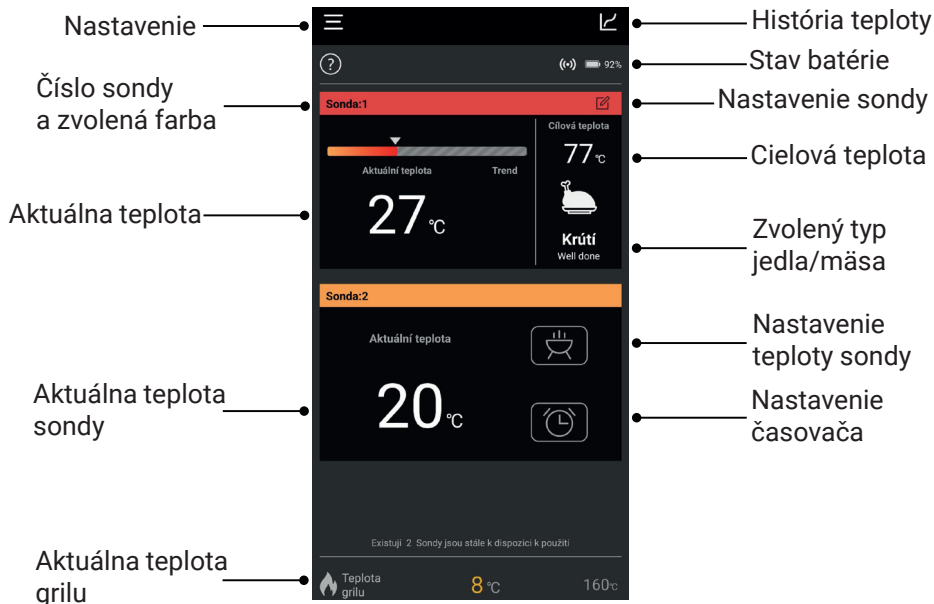 Nastavenie
História teploty
92%
Stav batérie
Číslo sondy
a zvolená farba
Sonda:1
Nastavenie sondy
Cílová teplota
77 °C
Cielová teplota
Aktuální teplota
Trend
Aktuálna teplota
27 °C
Krútí
Well done
Zvolený typ
jedla/mäsa
Sonda:2
Aktuální teplota
Nastavenie
teploty sondy
Aktuálna teplota
sondy
20 °C
Nastavenie
časovača
Existují 2 Sondy jsou stále k dispozici k použití
Aktuálna teplota
grilu
Teplota
grilu
8 °C
160°C